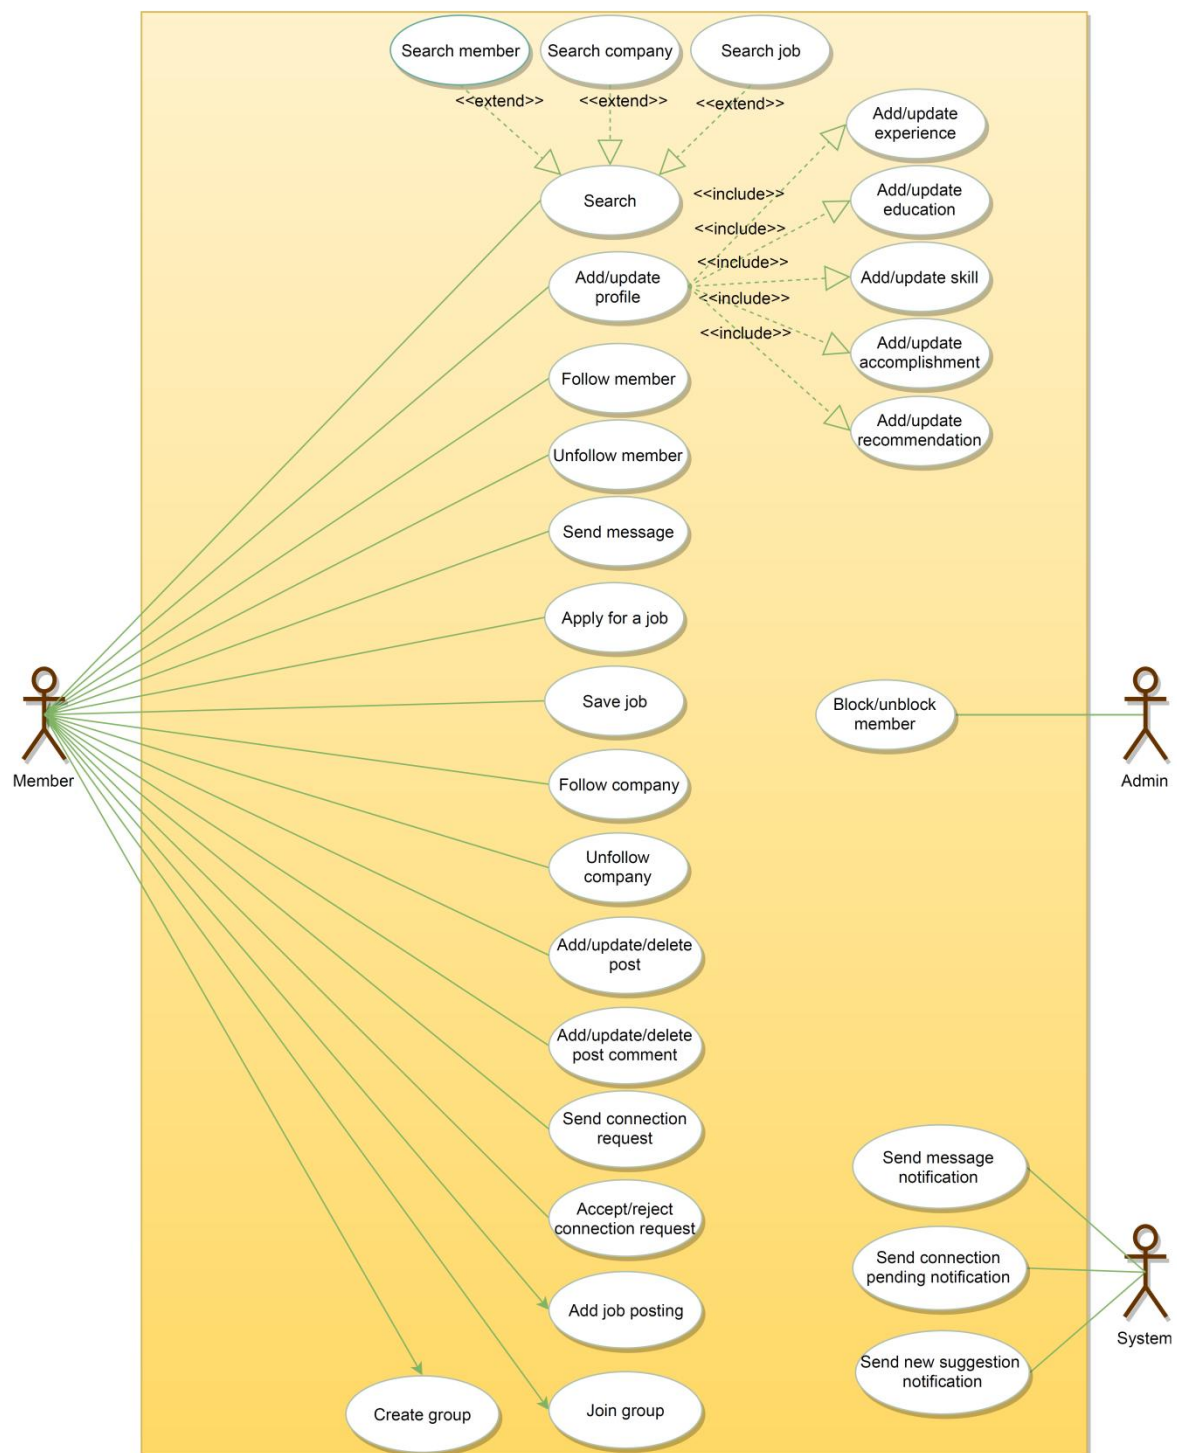 Search member
Search company
Search job
<<extend>>
<<extend>>
<<extend>>
Add/update
experience
Search
<<include>>
Add/update
education
<<include>>
Add/update
profile
<<include>>
Add/update skill
<<include>>
<<include>>
Add/update
accomplishment
Follow member
Add/update
recommendation
Unfollow member
Send message
Apply for a job
Save job
Block/unblock
member
Member
Admin
Follow company
Unfollow
company
Add/update/delete
post
Add/update/delete
post comment
Send connection
request
Send message
notification
Accept/reject
connection request
Send connection
pending notification
Add job posting
System
Send new suggestion
notification
Create group
Join group